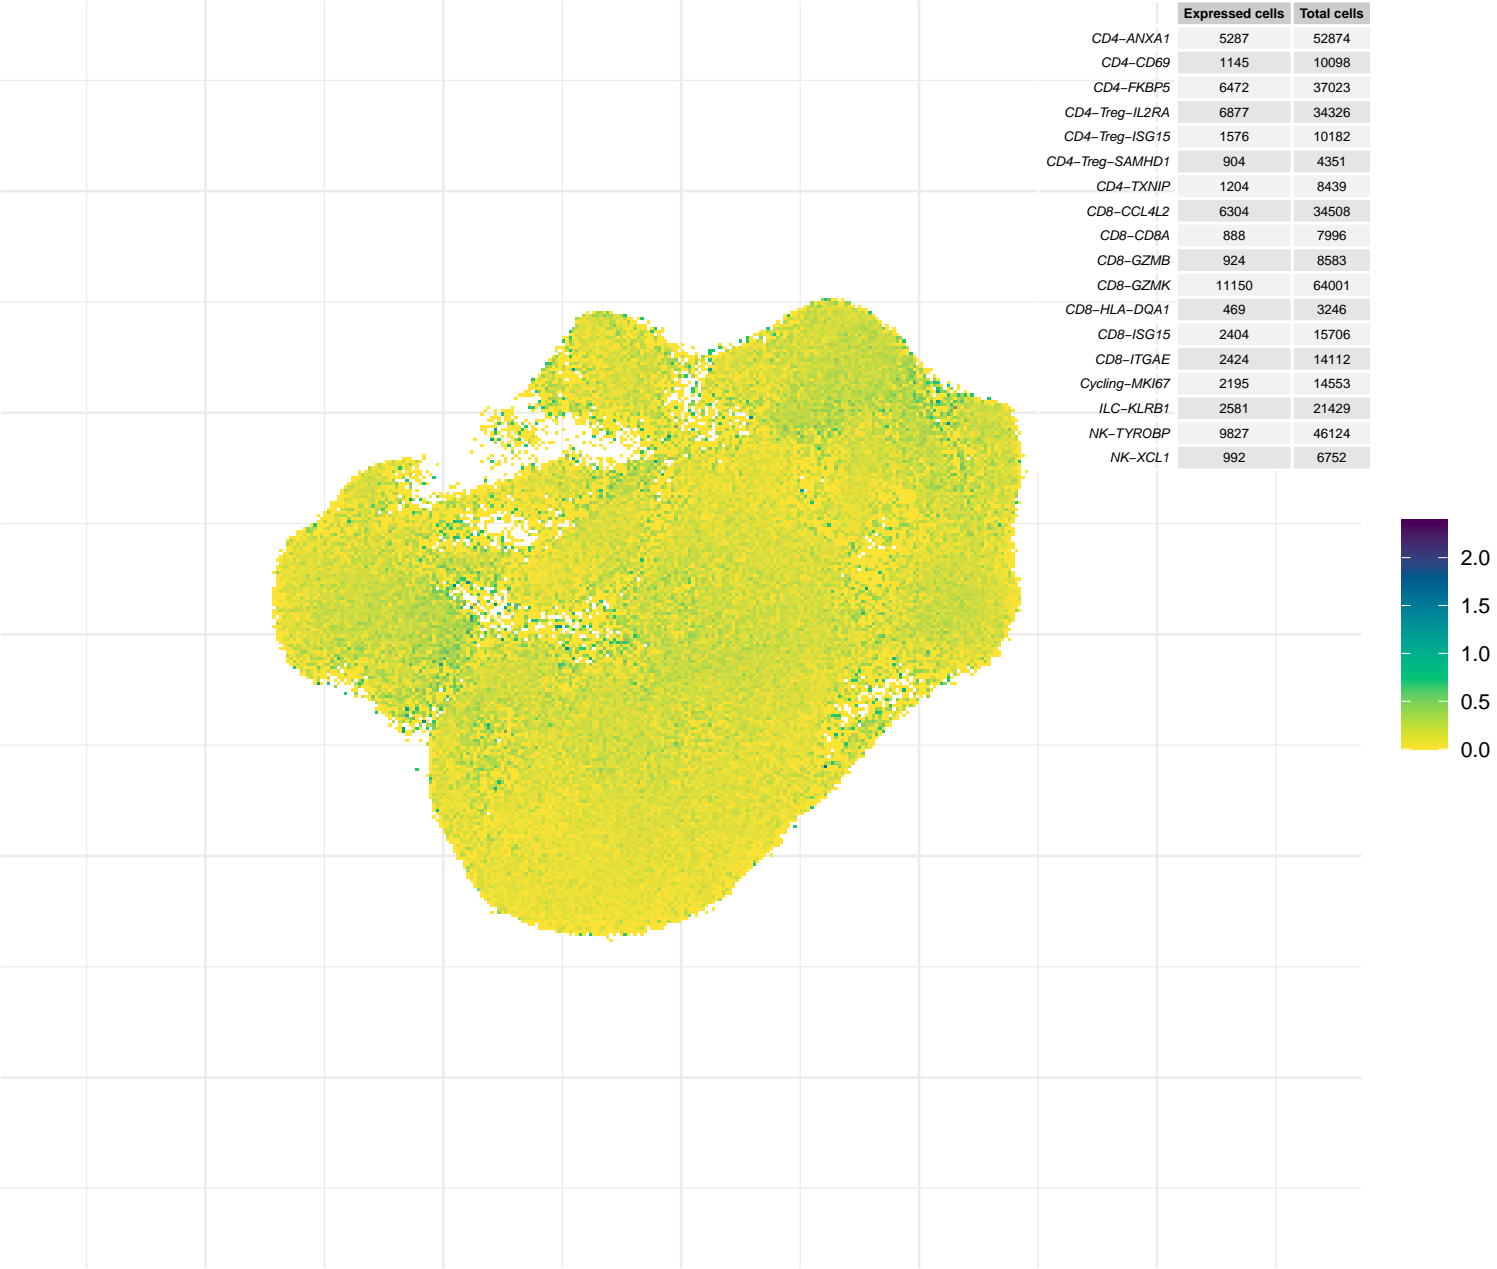 Expressed cells Total cells
CD4−ANXA1 5287 52874
CD4−CD69 1145 10098
CD4−FKBP5 6472 37023
CD4−Treg−IL2RA 6877 34326
CD4−Treg−ISG15 1576 10182
CD4−Treg−SAMHD1 904 4351
CD4−TXNIP 1204 8439
CD8−CCL4L2 6304 34508
CD8−CD8A 888 7996
CD8−GZMB 924 8583
CD8−GZMK 11150 64001
CD8−HLA−DQA1 469 3246
CD8−ISG15 2404 15706
CD8−ITGAE 2424 14112
Cycling−MKI67 2195 14553
ILC−KLRB1 2581 21429
NK−TYROBP 9827 46124
NK−XCL1 992 6752
2.0
1.5
1.0
0.5
0.0